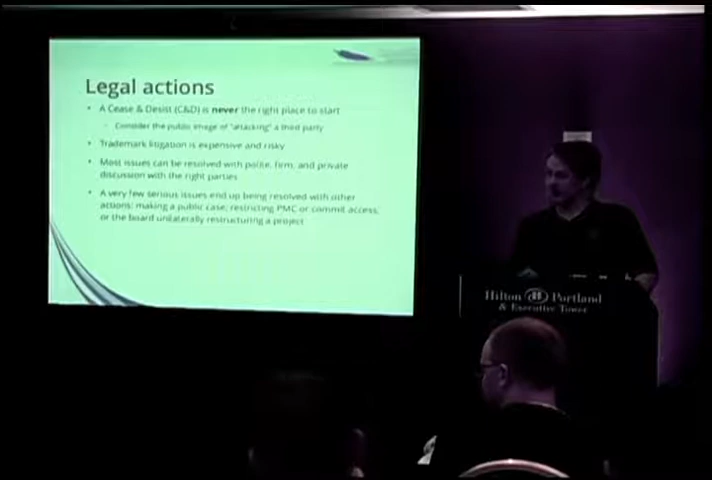 Legal actions
• A Cease & Desist (C&D) is never the right place to start
- Consider the public image of "attacking" a third party
• Trademark litigation is expensive and risky
• Most issues can be resolved with polite, firm, and private
discussion with the right parties
• A very few serious issues end up being resolved with other
actions: making a public case; restricting PMC or commit access;
or the board unilaterally restructuring a project
Hilton Portland
& Executive Tower